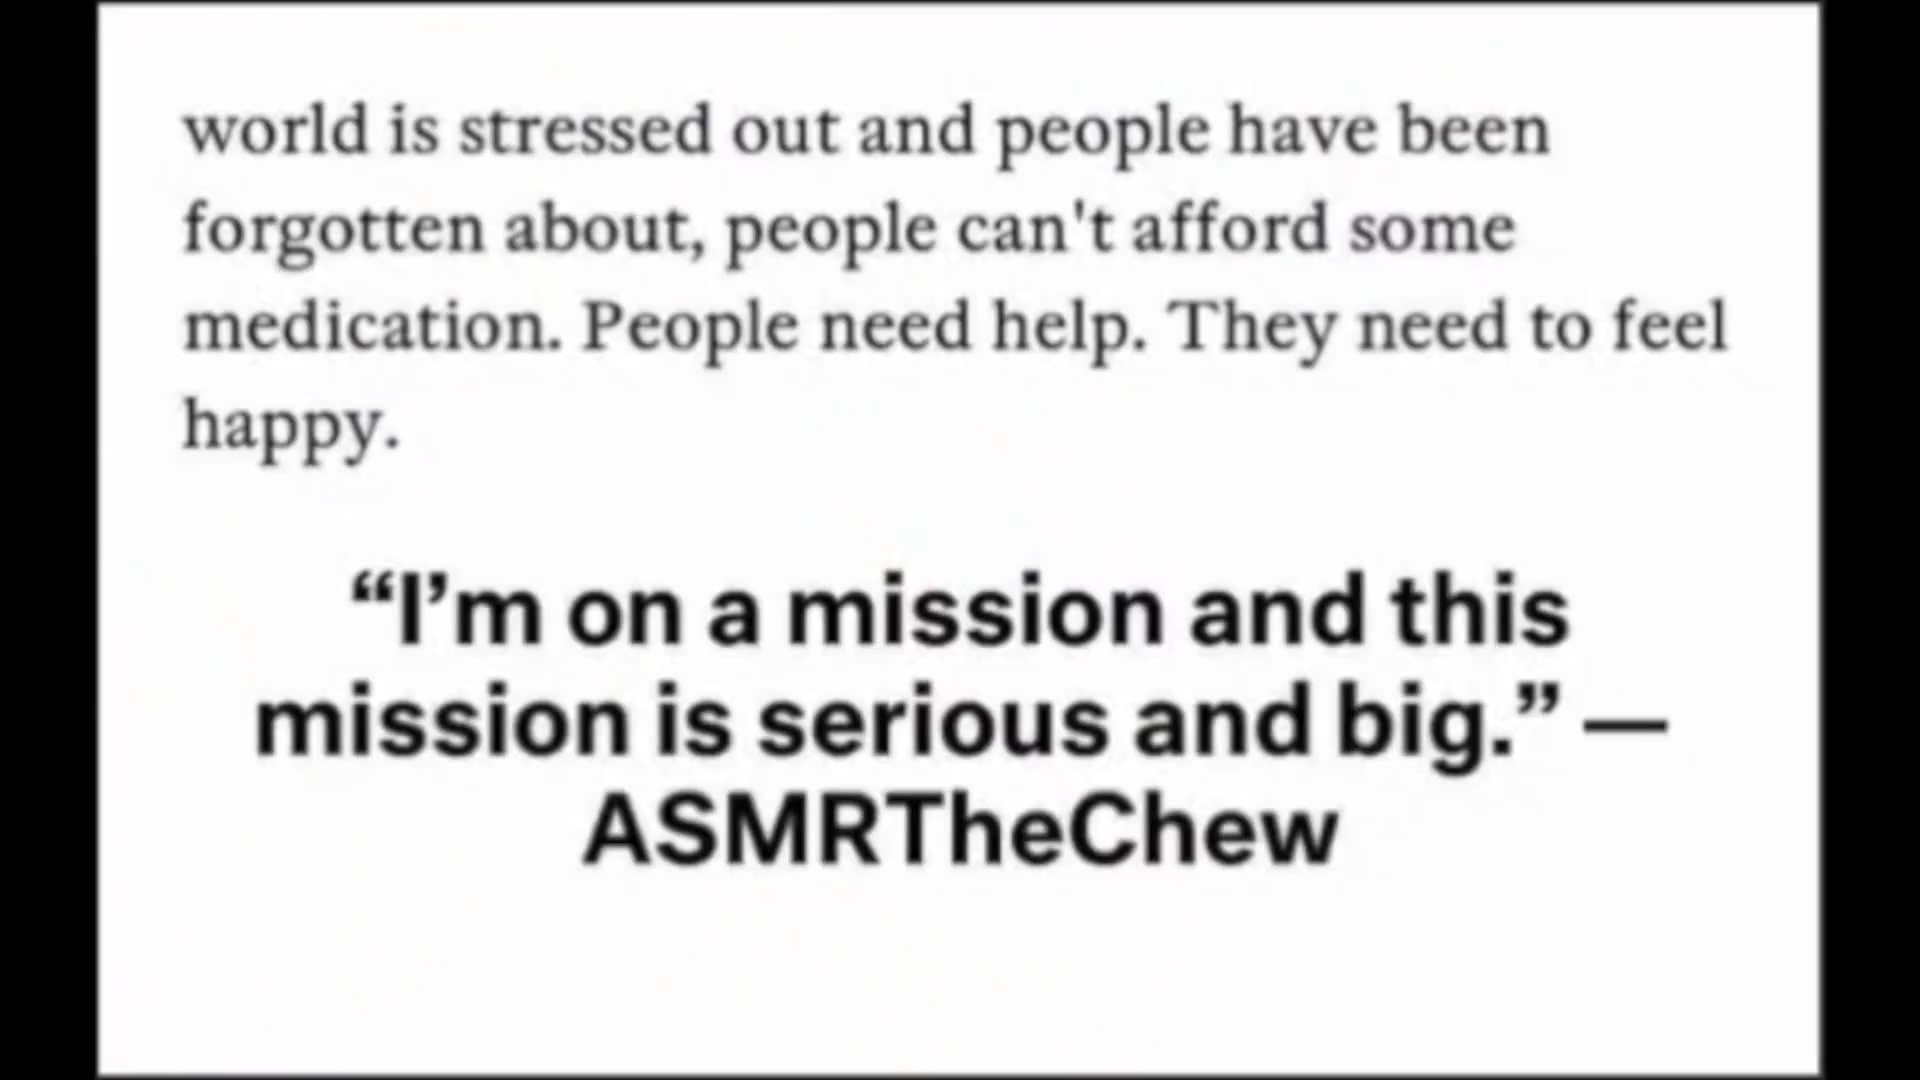 world is stressed out and people have been
forgotten about, people can't afford some
medication. People need help. They need to feel
happy.
“I’m on a mission and this
mission is serious and big.” —
ASMRTheChew